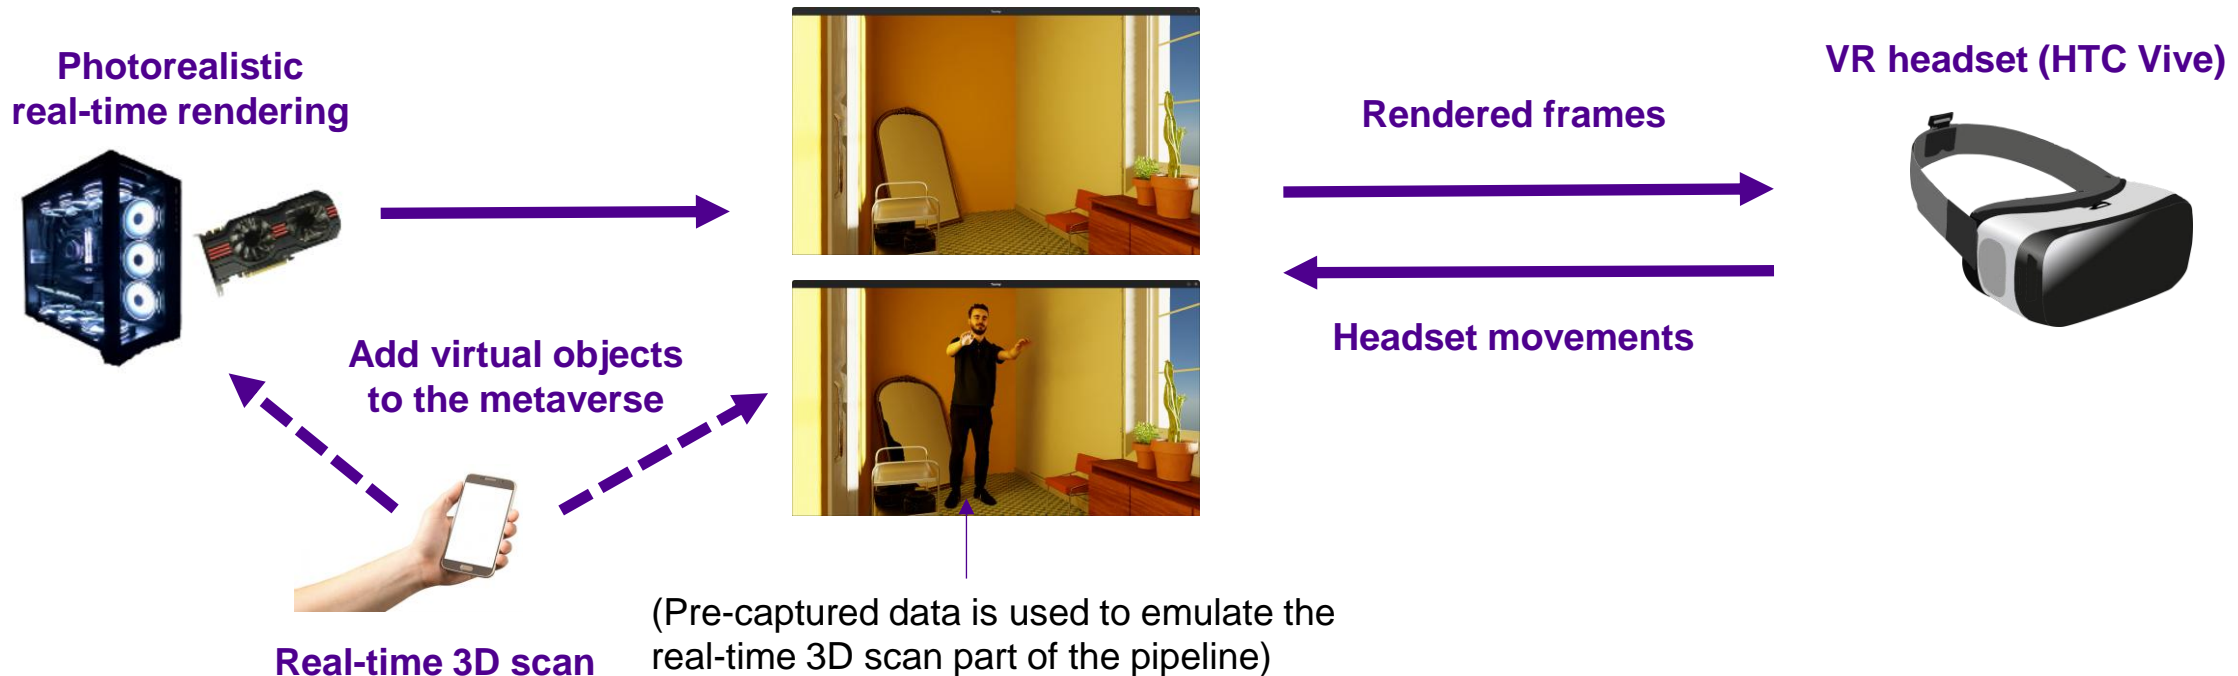 Photorealistic
real-time rendering
Rendered frames
VR headset (HTC Vive)
Add virtual objects
to the metaverse
Headset movements
Real-time 3D scan
(Pre-captured data is used to emulate the
real-time 3D scan part of the pipeline)